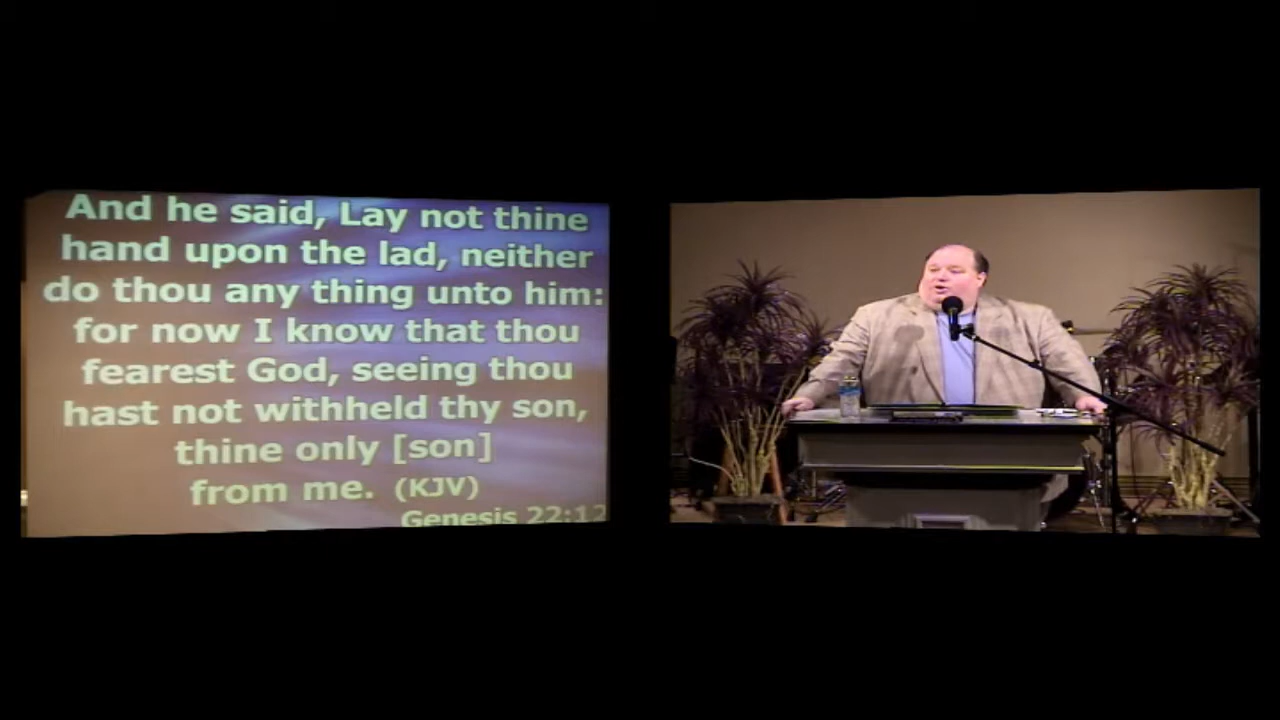 And he said, Lay not thine
hand upon the lad, neither
do thou any thing unto him:
for now I know that thou
fearest God, seeing thou
hast not withheld thy son,
thine only [son]
from me. (KJV)
Genesis 22:12